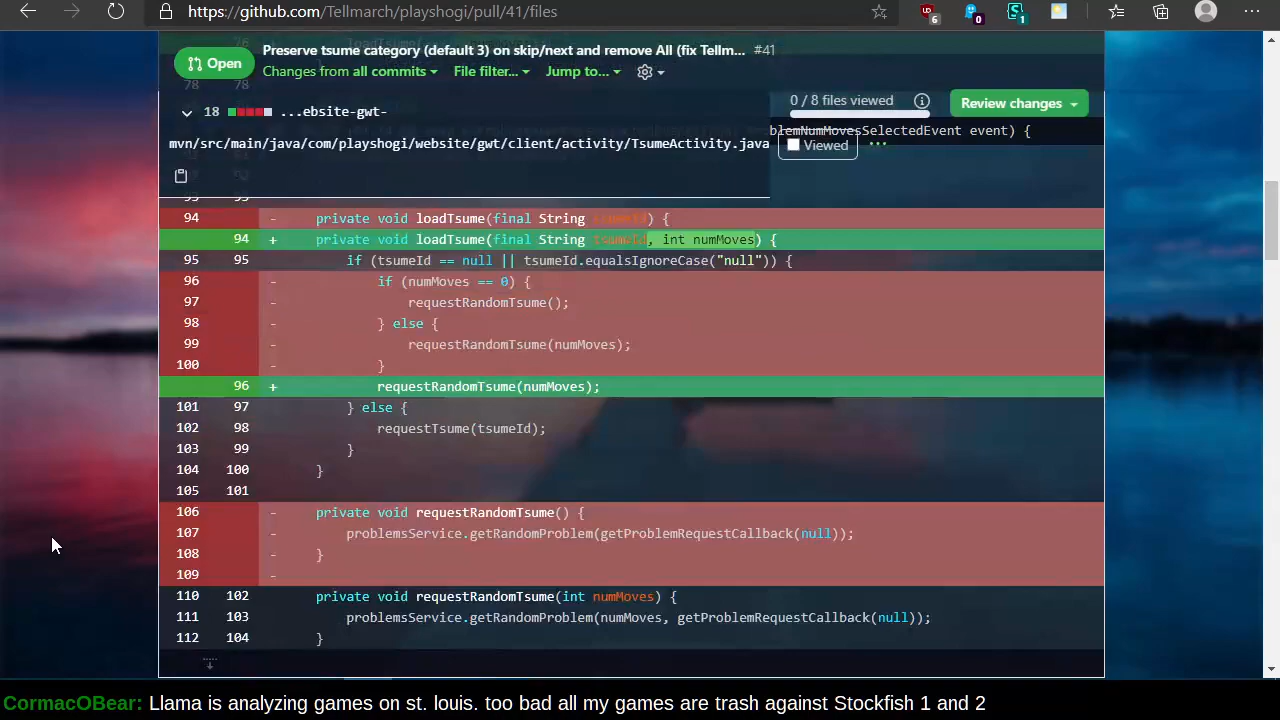 https://github.com/Tellmarch/playshogi/pull/41/files
6
0
1
Open
Preserve tsume category (default 3) on skip/next and remove All (fix Tellm... #41
Changes from all commits File filter... Jump to...
0 / 8 files viewed
Review changes
18 ...ebsite-gwt-
mvn/src/main/java/com/playshogi/website/gwt/client/activity/TsumeActivity.java
Viewed
...
oblemNumMovesSelectedEvent event) {
78 78
94 - private void loadTsume(final String tsumeId) {
94 + private void loadTsume(final String tsumeId, int numMoves) {
95 95 if (tsumeId == null || tsumeId.equalsIgnoreCase("null")) {
96 - if (numMoves == 0) {
97 - requestRandomTsume();
98 - } else {
99 - requestRandomTsume(numMoves);
100 - }
96 + requestRandomTsume(numMoves);
101 97 } else {
102 98 requestTsume(tsumeId);
103 99 }
104 100 }
105 101
106 - private void requestRandomTsume() {
107 - problemsService.getRandomProblem(getProblemRequestCallback(null));
108 - }
109 -
110 102 private void requestRandomTsume(int numMoves) {
111 103 problemsService.getRandomProblem(numMoves, getProblemRequestCallback(null));
112 104 }
CormacOBear: Llama is analyzing games on st. louis. too bad all my games are trash against Stockfish 1 and 2